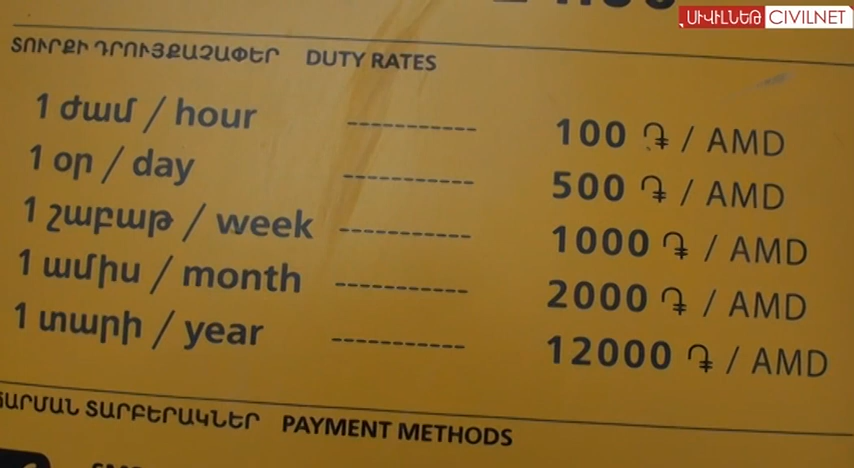 ՍԻՎԻԼՆԵԹ CIVILNET
ՏՈՒՐՔԻ ԴՐՈՒՅՔԱՉԱՓԵՐ DUTY RATES
1 ժամ / hour ----------- 100 ֏ / AMD
1 օր / day ----------- 500 ֏ / AMD
1 շաբաթ / week ----------- 1000 ֏ / AMD
1 ամիս / month ----------- 2000 ֏ / AMD
1 տարի / year ----------- 12000 ֏ / AMD
ՏԱՐԲԵՐԱԿՆԵՐ PAYMENT METHODS